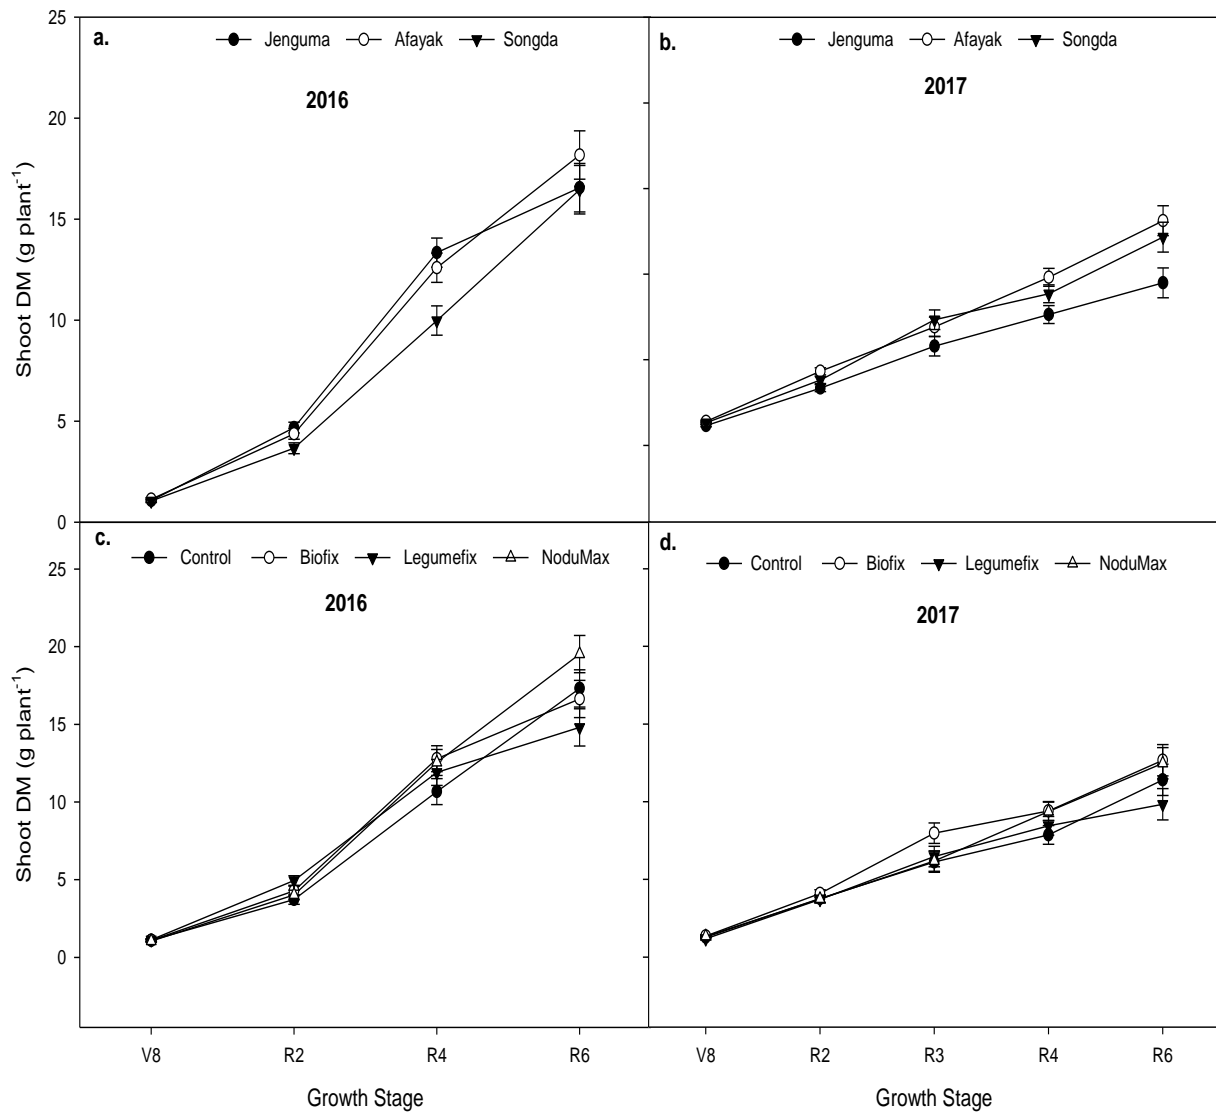 a.
Jenguma Afayak Songda
2016
b.
Jenguma Afayak Songda
2017
25
20
15
10
5
0
Shoot DM (g plant⁻¹)
c.
Control Biofix Legumefix NoduMax
2016
d.
Control Biofix Legumefix NoduMax
2017
25
20
15
10
5
0
Shoot DM (g plant⁻¹)
V8 R2 R4 R6
Growth Stage
V8 R2 R3 R4 R6
Growth Stage